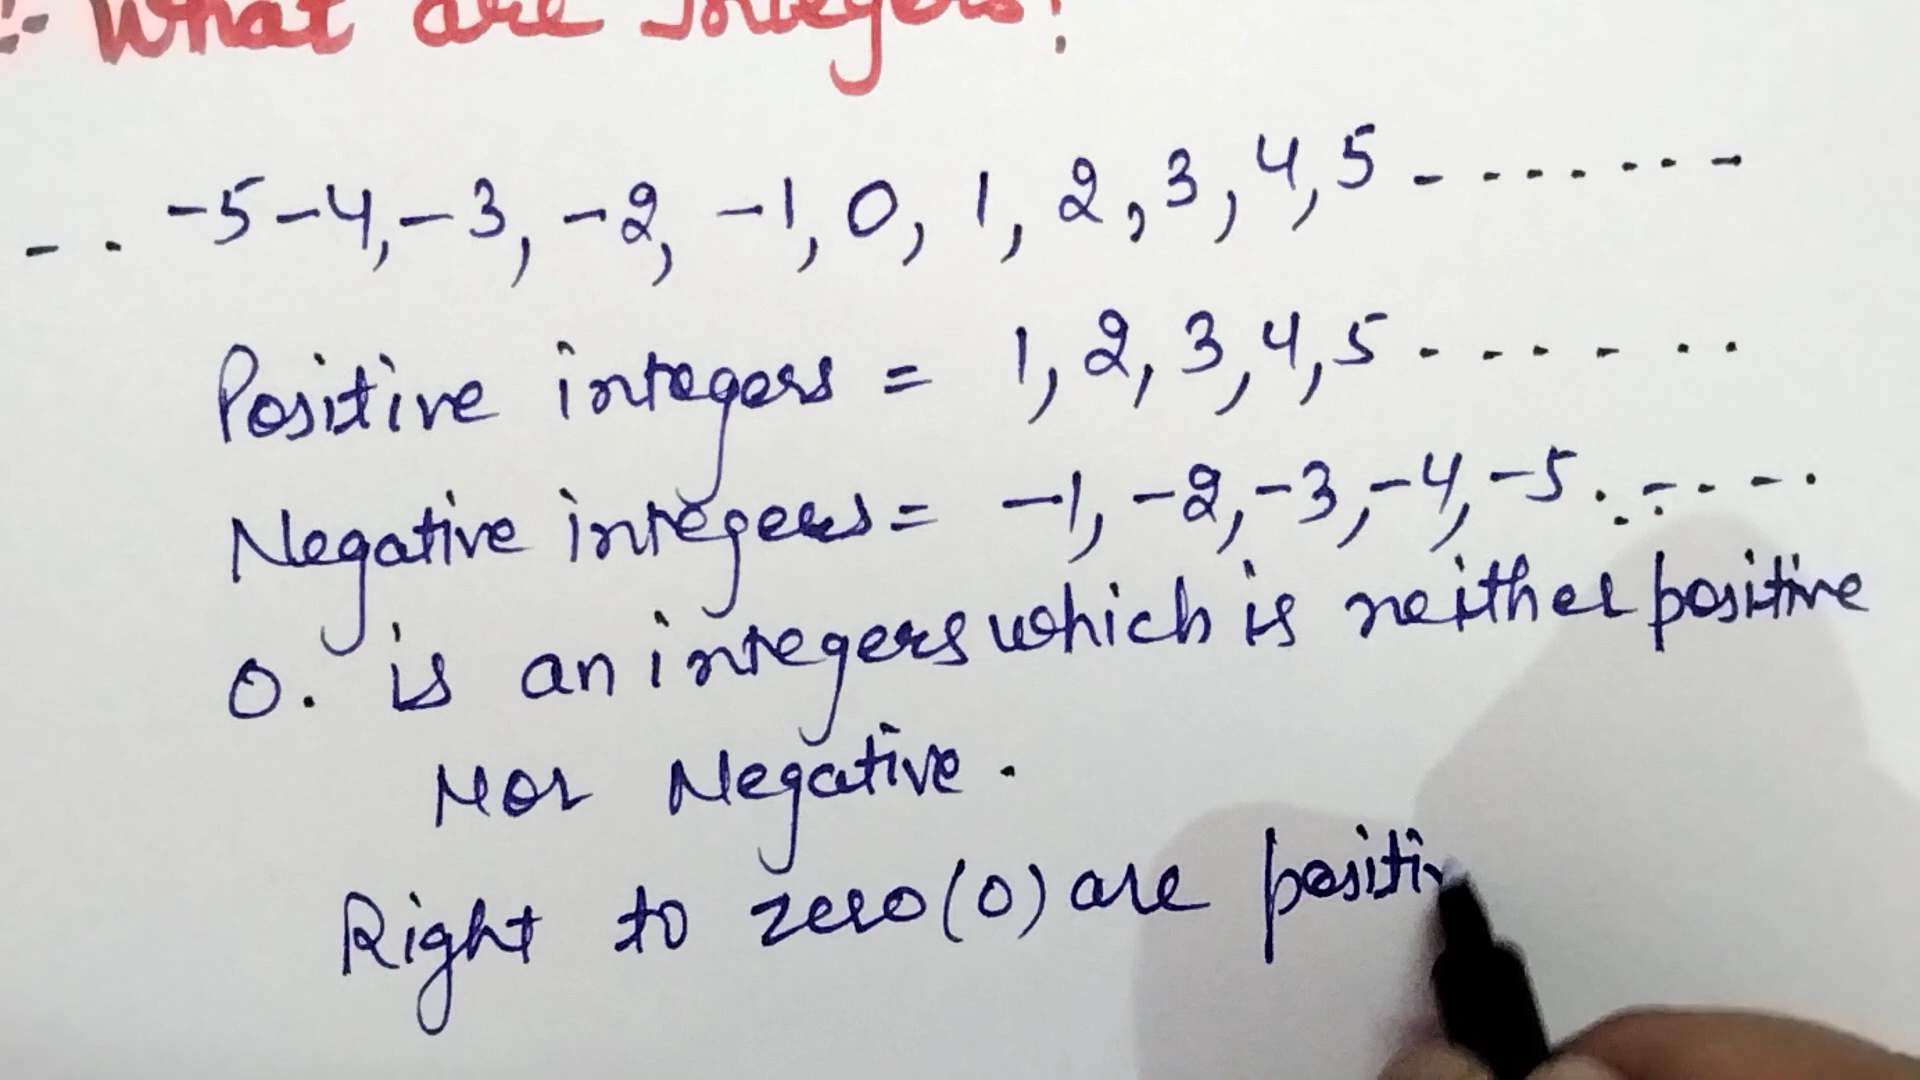 :- What are Integers?
- . -5 -4, -3, -2, -1, 0, 1, 2, 3, 4, 5 - - - - - - -
Positive integers = 1, 2, 3, 4, 5 - - - - - -
Negative integers = -1, -2, -3, -4, -5 - - - - -
0. is an integers which is neither positive
Nor Negative.
Right to zero (0) are positiv